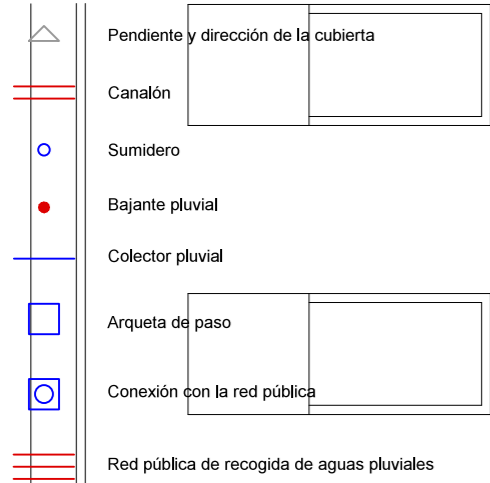 Pendiente y dirección de la cubierta
Canalón
Sumidero
Bajante pluvial
Colector pluvial
Arqueta de paso
Conexión con la red pública
Red pública de recogida de aguas pluviales